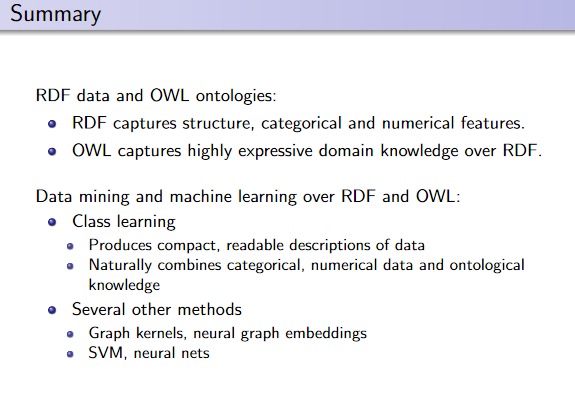 Summary
RDF data and OWL ontologies:
RDF captures structure, categorical and numerical features.
OWL captures highly expressive domain knowledge over RDF.
Data mining and machine learning over RDF and OWL:
Class learning
Produces compact, readable descriptions of data
Naturally combines categorical, numerical data and ontological
knowledge
Several other methods
Graph kernels, neural graph embeddings
SVM, neural nets